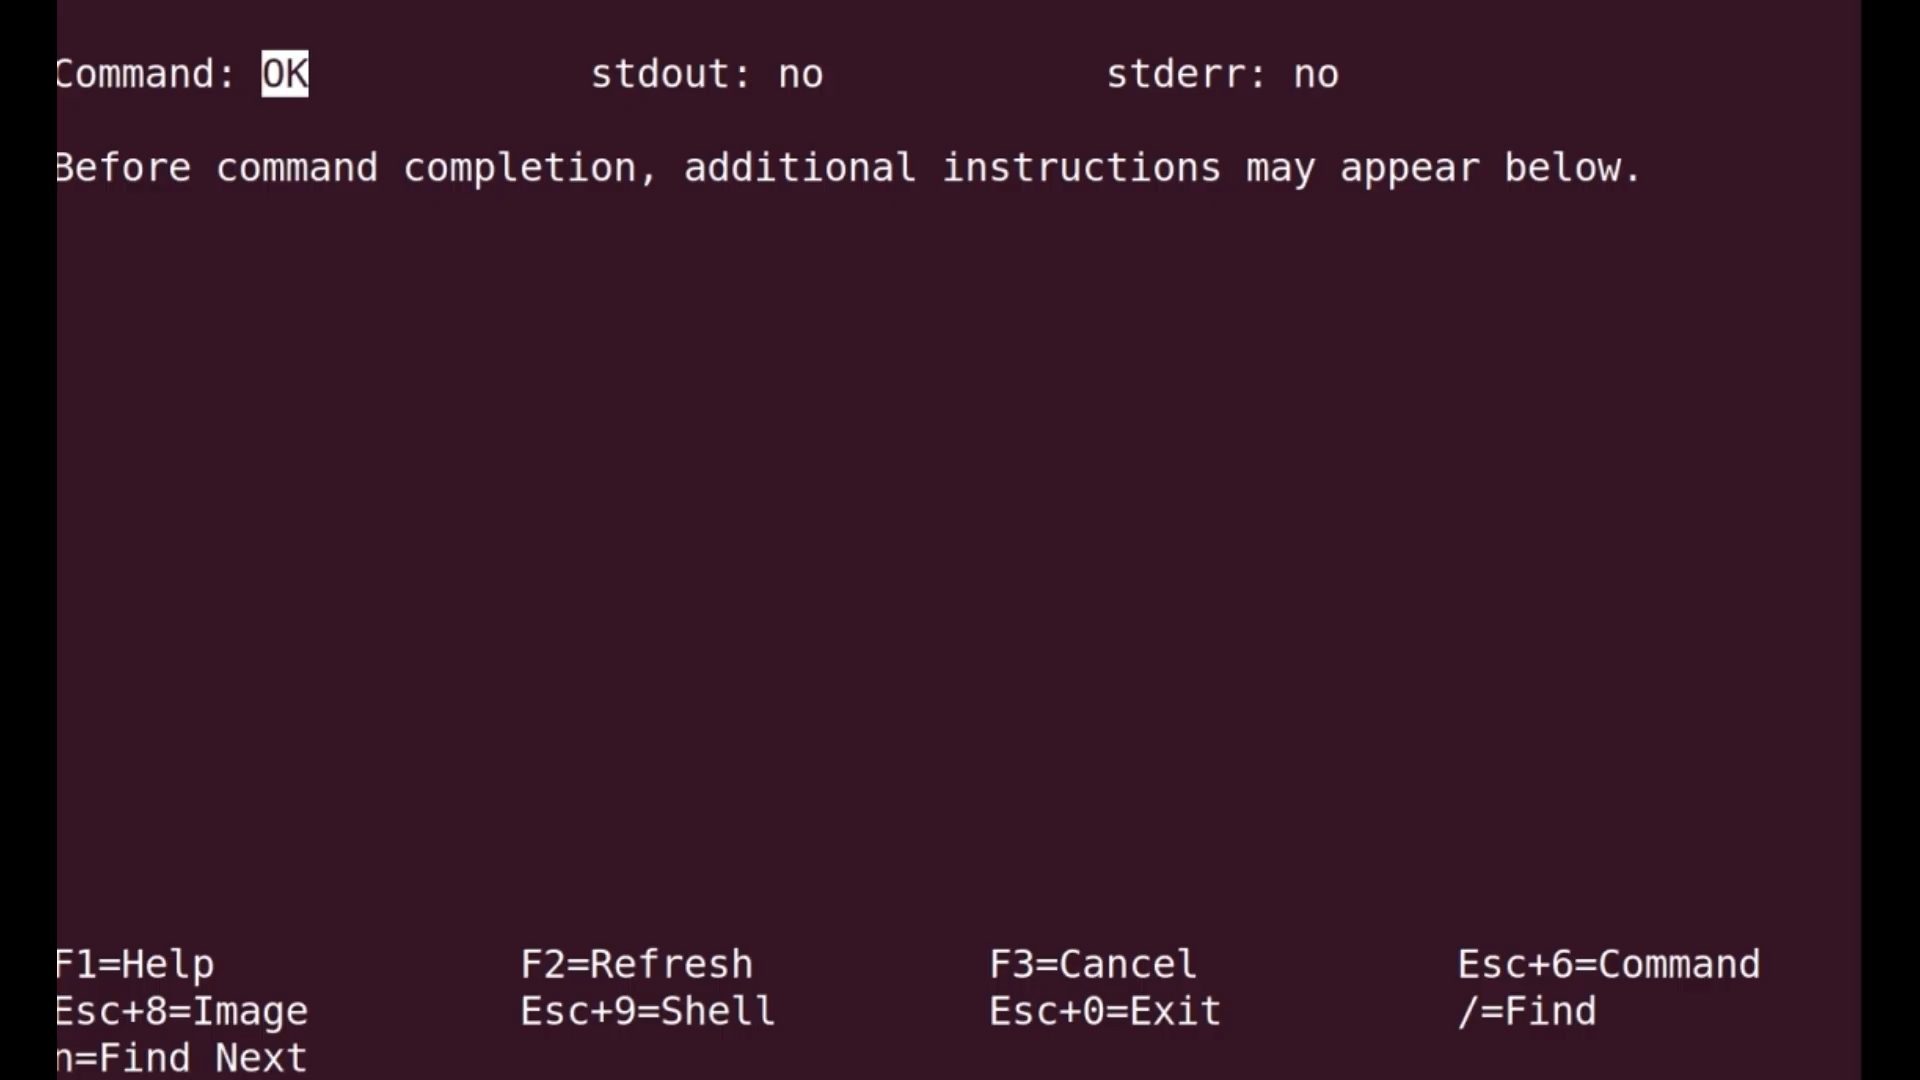 Command: OK stdout: no stderr: no
Before command completion, additional instructions may appear below.
F1=Help F2=Refresh F3=Cancel Esc+6=Command
Esc+8=Image Esc+9=Shell Esc+0=Exit /=Find
n=Find Next